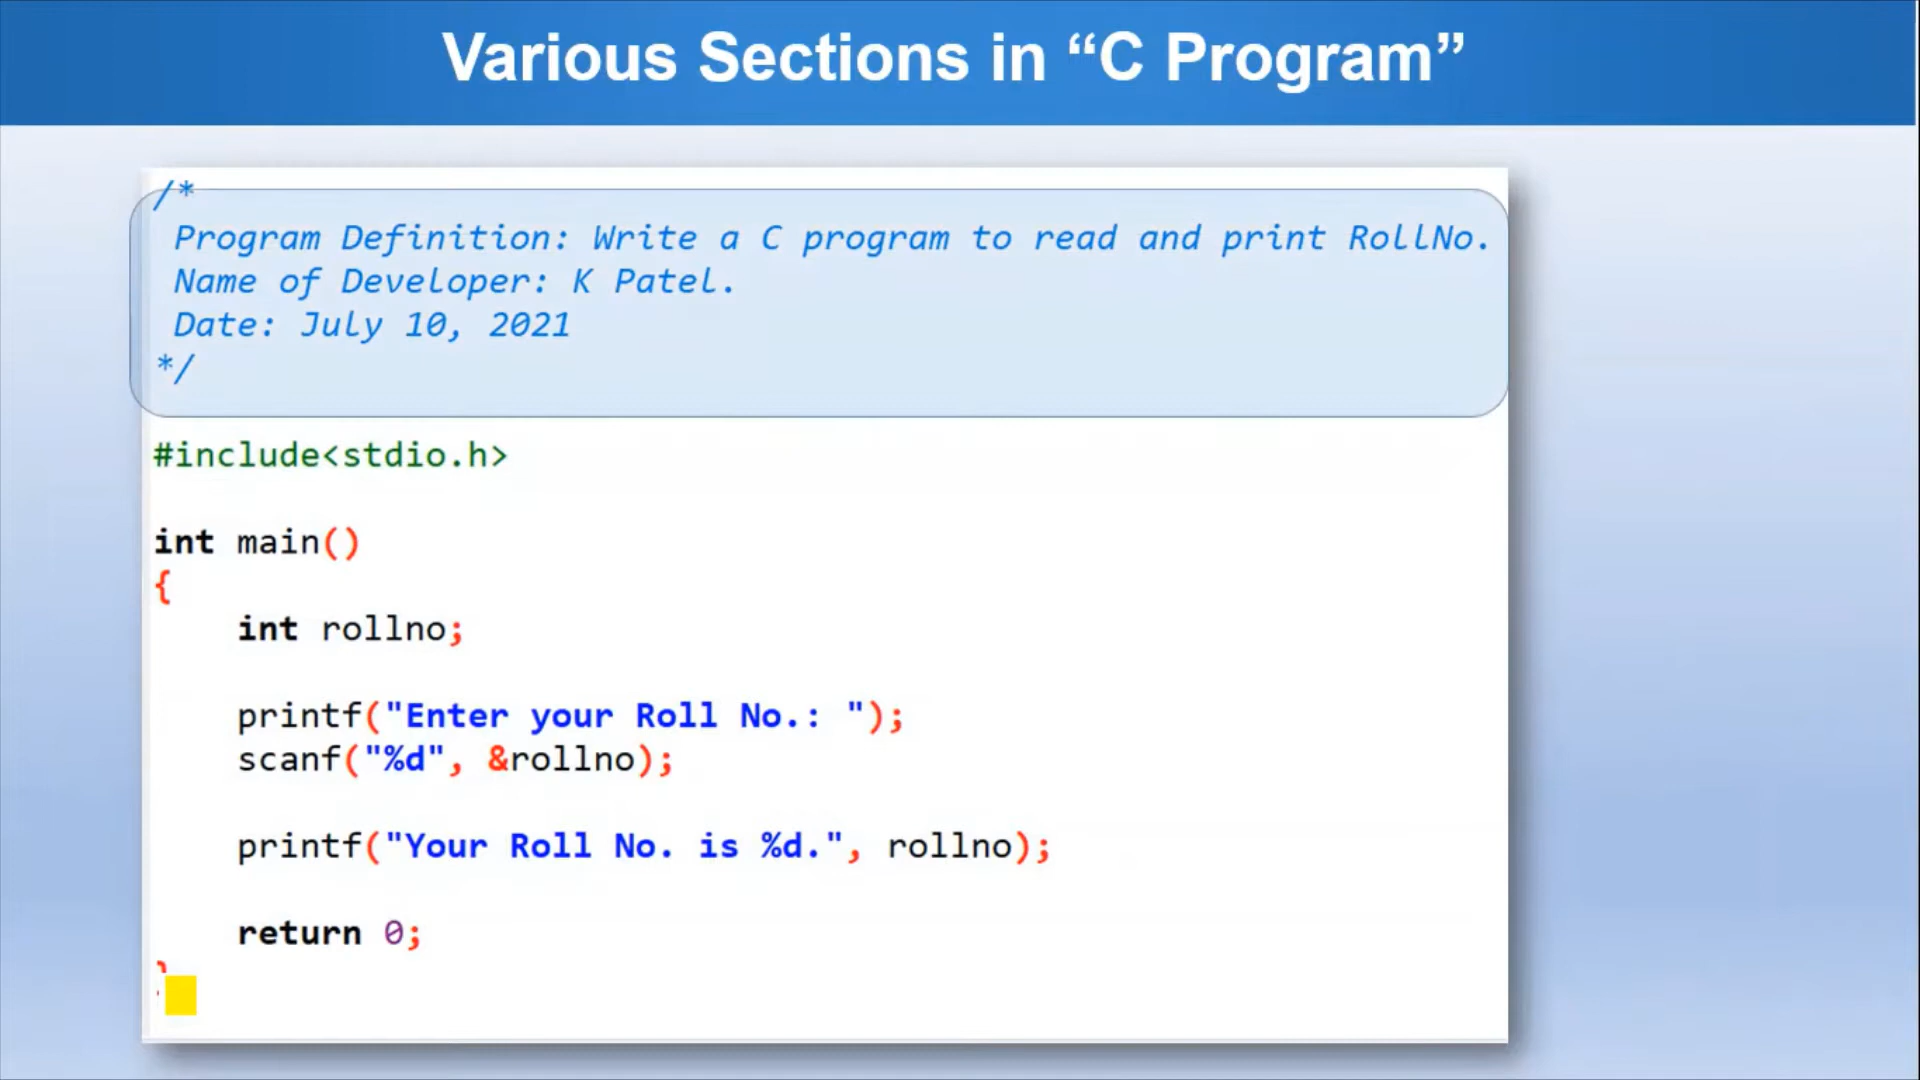 Various Sections in “C Program”
/*
Program Definition: Write a C program to read and print RollNo.
Name of Developer: K Patel.
Date: July 10, 2021
*/
#include<stdio.h>
int main()
{
int rollno;
printf("Enter your Roll No.: ");
scanf("%d", &rollno);
printf("Your Roll No. is %d.", rollno);
return 0;
}